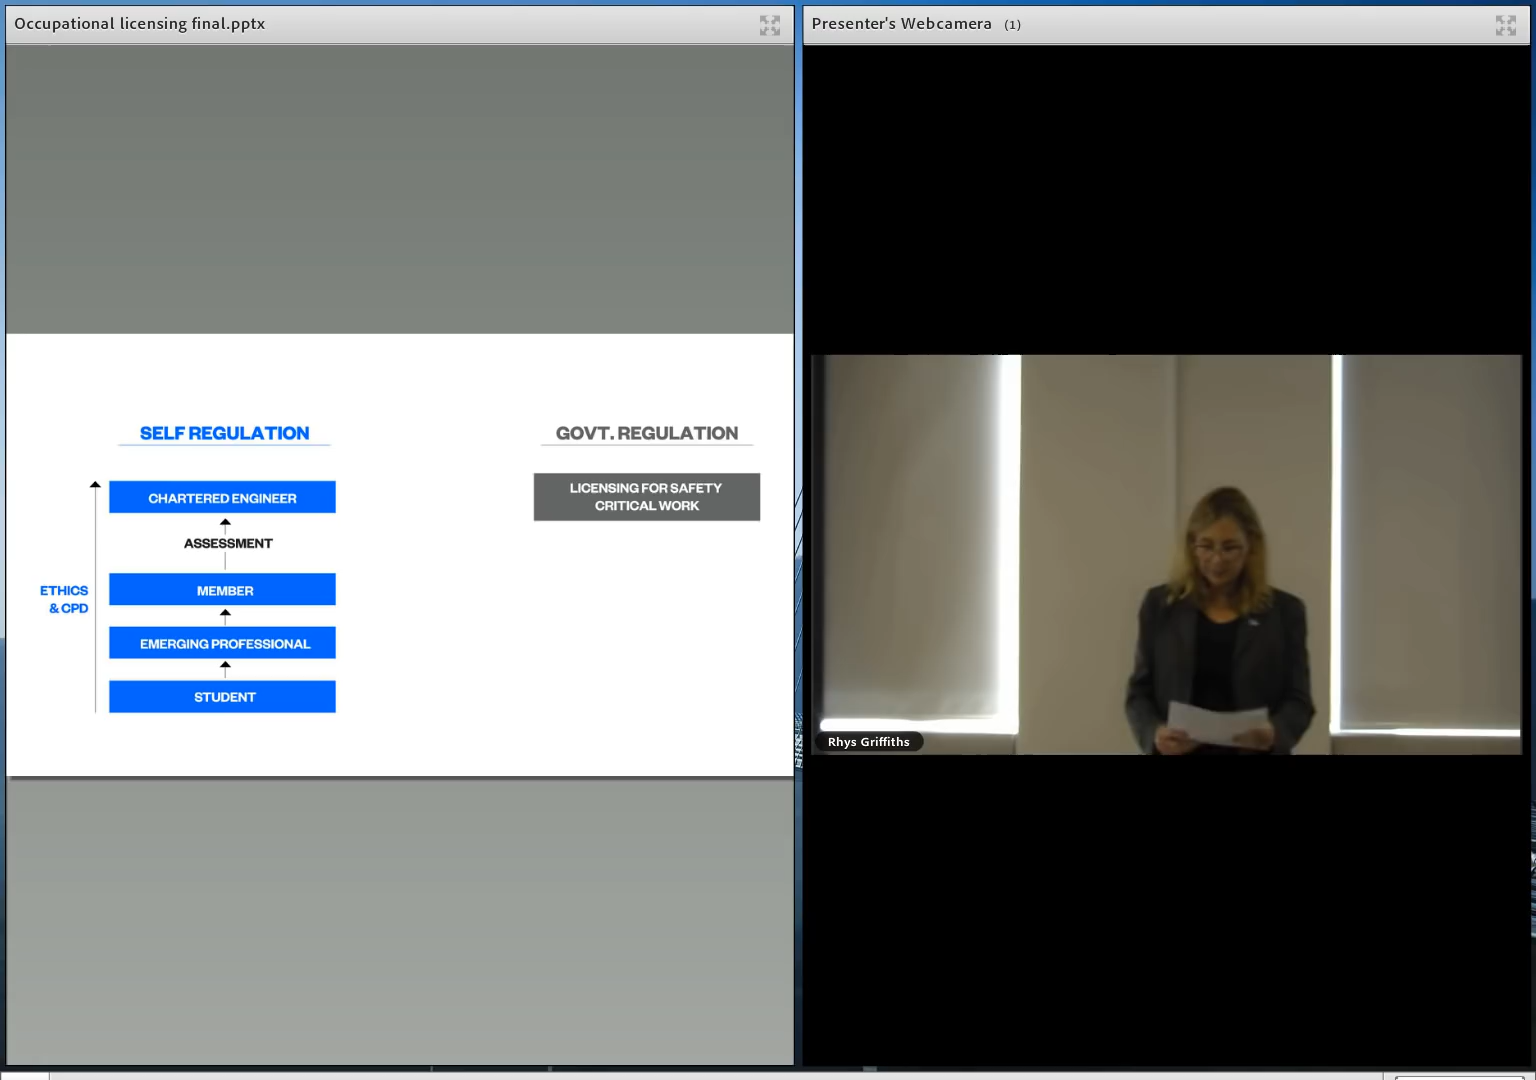 Occupational licensing final.pptx
Presenter's Webcamera (1)
SELF REGULATION
GOVT. REGULATION
CHARTERED ENGINEER
LICENSING FOR SAFETY
CRITICAL WORK
ASSESSMENT
ETHICS
& CPD
MEMBER
EMERGING PROFESSIONAL
STUDENT
Rhys Griffiths